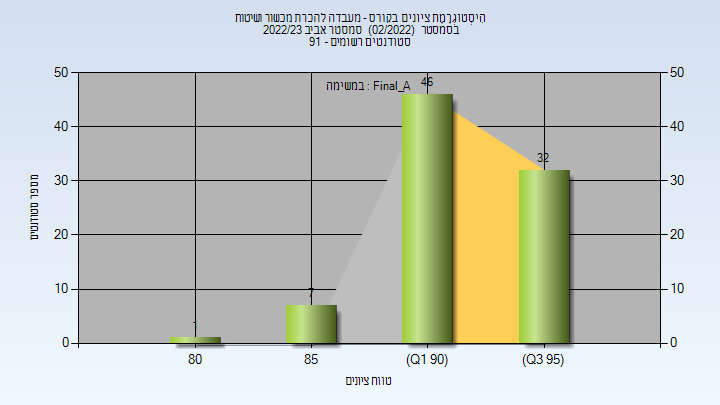 היסטוגרמת ציונים בקורס - מעבדה להכרת מכשור ושיטות
בסמסטר (02/2022) סמסטר אביב 2022/23
סטודנטים רשומים - 91
במשימה : Final_A
50 50
40 40
30 30
20 20
10 10
0 0
46
32
7
1
מספר סטודנטים
80 85 (Q1 90) (Q3 95)
טווח ציונים